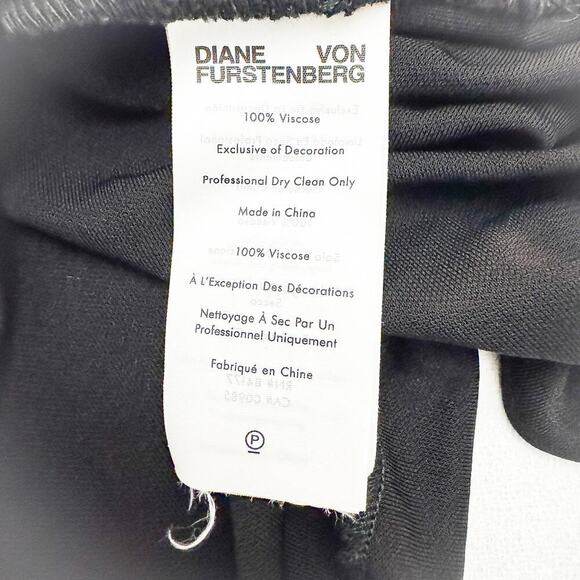 DIANE VON
FURSTENBERG
100% Viscose
Exclusive of Decoration
Professional Dry Clean Only
Made in China
100% Viscose
À L'Exception Des Décorations
Nettoyage À Sec Par Un
Professionnel Uniquement
Fabriqué en Chine
P